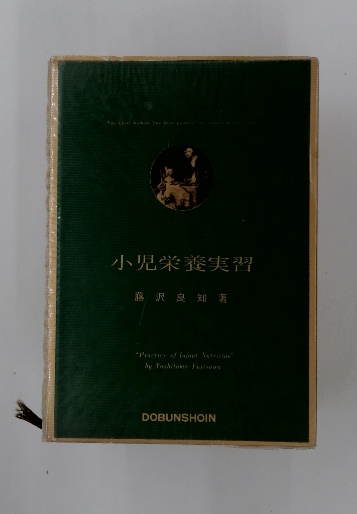 小児栄養実習
藤沢良知著
"Practice of Infant Nutrition"
by Yoshitomo Fujisawa
DOBUNSHOIN